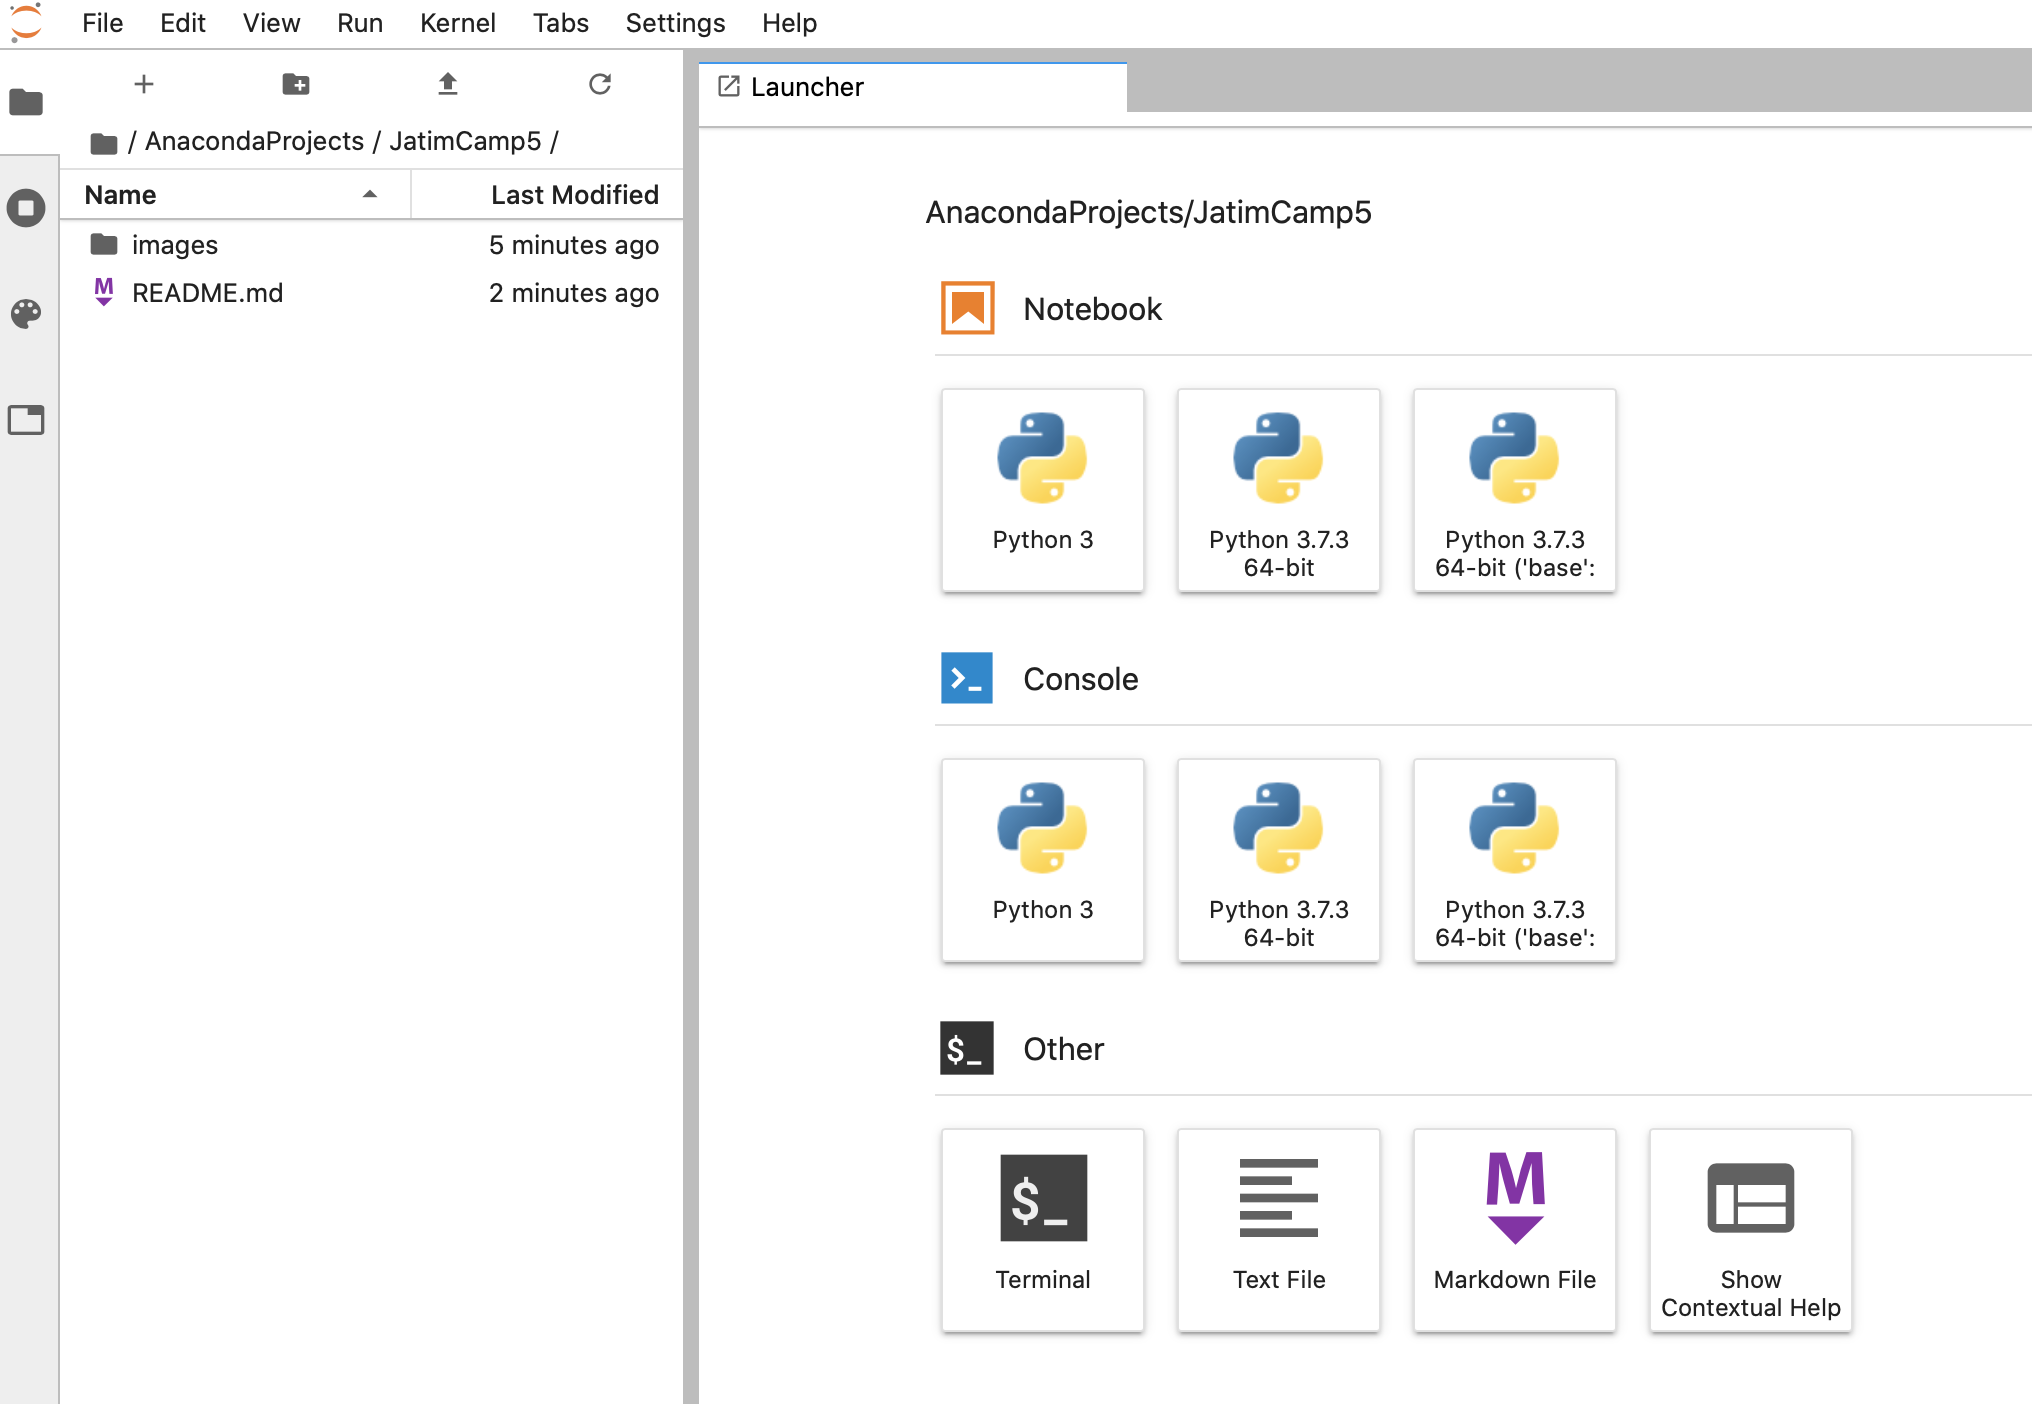 File Edit View Run Kernel Tabs Settings Help
/ AnacondaProjects / JatimCamp5 /
Name Last Modified
images 5 minutes ago
README.md 2 minutes ago
Launcher
AnacondaProjects/JatimCamp5
Notebook
Python 3
Python 3.7.3
64-bit
Python 3.7.3
64-bit ('base':
Console
Python 3
Python 3.7.3
64-bit
Python 3.7.3
64-bit ('base':
$_ Other
$_
Terminal
Text File
M
Markdown File
Show
Contextual Help